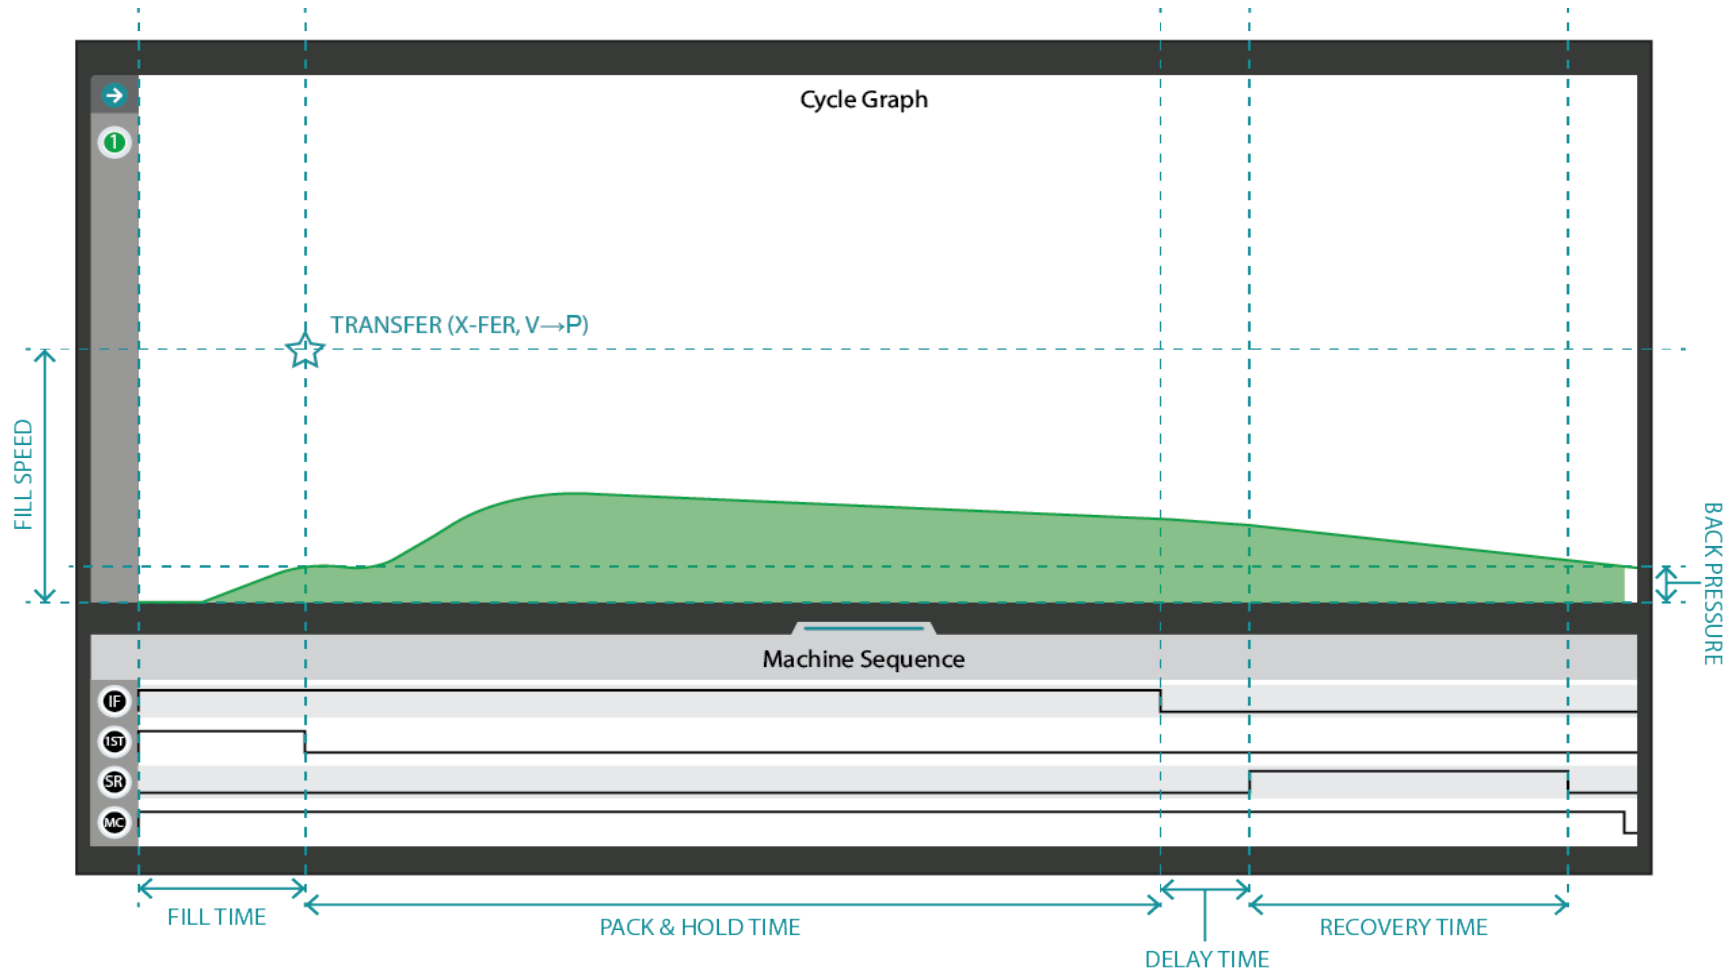 Cycle Graph
1
TRANSFER (X-FER, V→P)
FILL SPEED
BACK PRESSURE
Machine Sequence
IF
1ST
SR
MC
FILL TIME
PACK & HOLD TIME
DELAY TIME
RECOVERY TIME